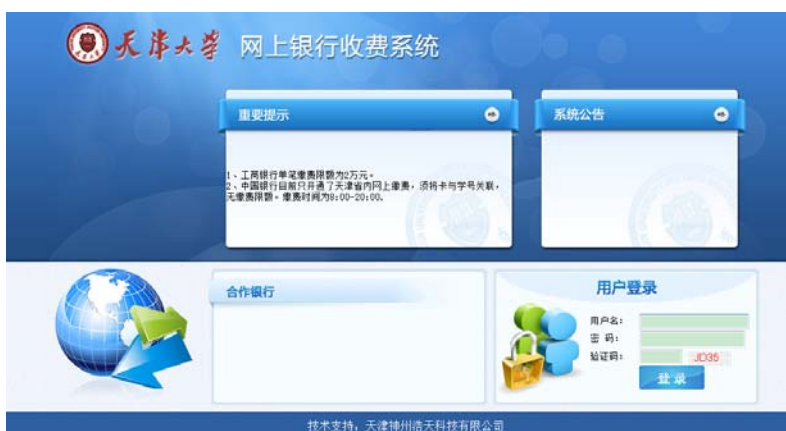 天津大学 网上银行收费系统
重要提示
1、工商银行单笔缴费限额为2万元。
2、中国银行目前只开通了天津省内网上缴费，须将卡与学号关联，
无缴费限额。缴费时间为8:00-20:00。
系统公告
合作银行
用户登录
用户名：
密 码：
验证码： JD35
登 录
技术支持，天津神州浩天科技有限公司